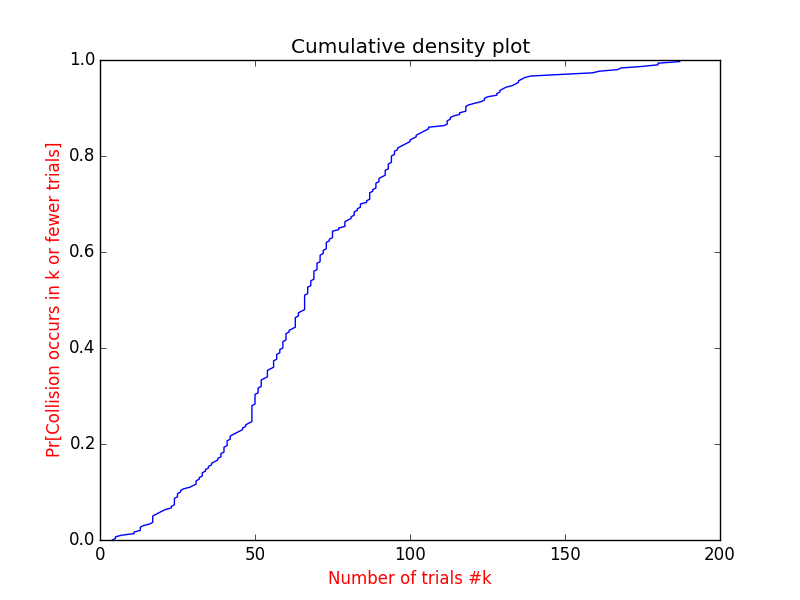 Cumulative density plot
1.0
0.8
0.6
0.4
0.2
0.0
Pr[Collision occurs in k or fewer trials]
0 50 100 150 200
Number of trials #k